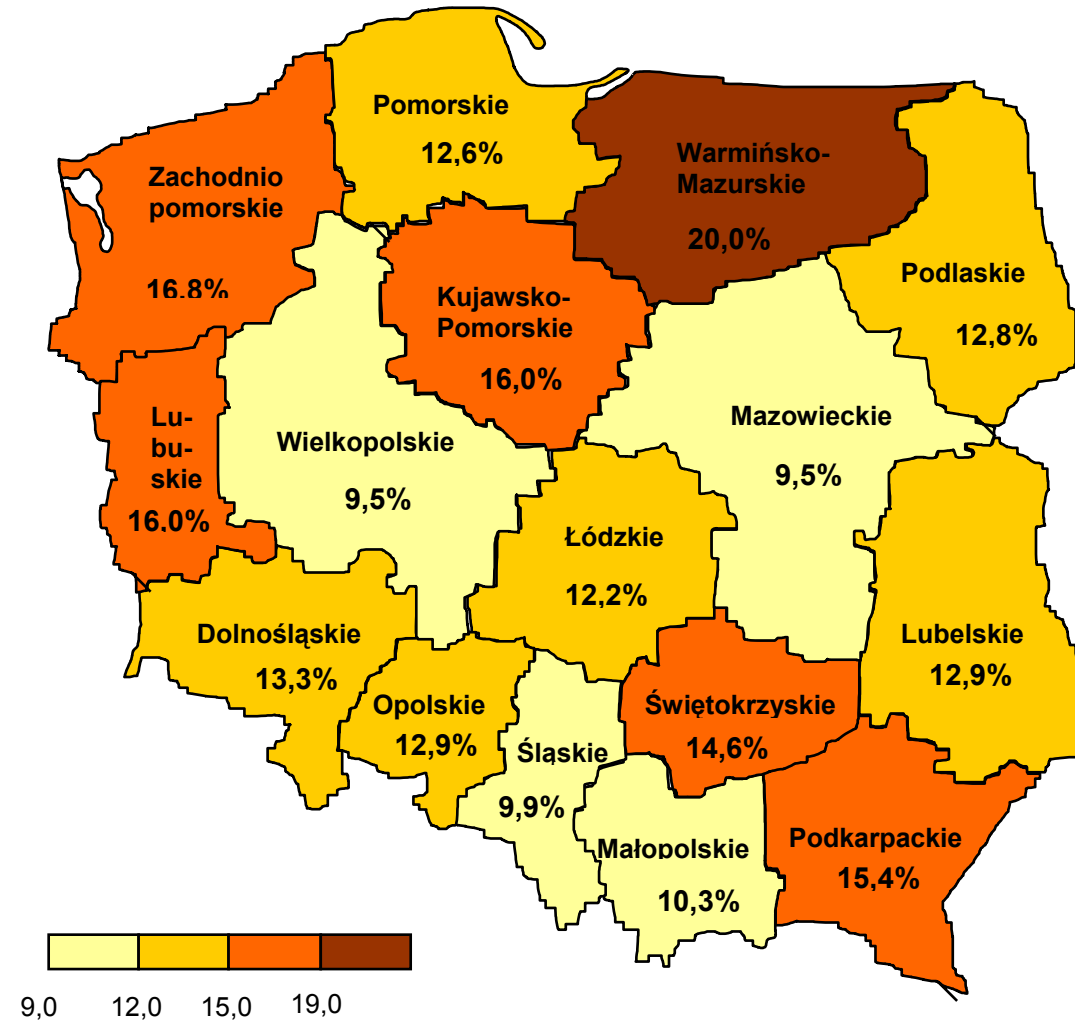 Pomorskie
12,6%
Warmińsko-
Mazurskie
20,0%
Zachodnio
pomorskie
16,8%
Podlaskie
12,8%
Kujawsko-
Pomorskie
16,0%
Mazowieckie
9,5%
Lu-
bu-
skie
16,0%
Wielkopolskie
9,5%
Łódzkie
12,2%
Dolnośląskie
13,3%
Lubelskie
12,9%
Opolskie
12,9%
Śląskie
9,9%
Świętokrzyskie
14,6%
Małopolskie
10,3%
Podkarpackie
15,4%
9,0 12,0 15,0 19,0